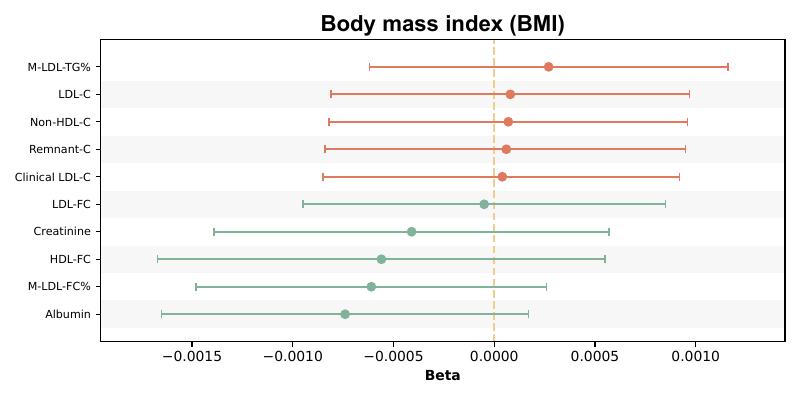 Body mass index (BMI)
M-LDL-TG%
LDL-C
Non-HDL-C
Remnant-C
Clinical LDL-C
LDL-FC
Creatinine
HDL-FC
M-LDL-FC%
Albumin
−0.0015 −0.0010 −0.0005 0.0000 0.0005 0.0010
Beta